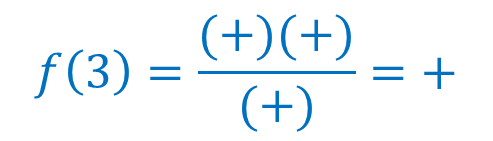 f(3) = (+)(+) / (+) = +